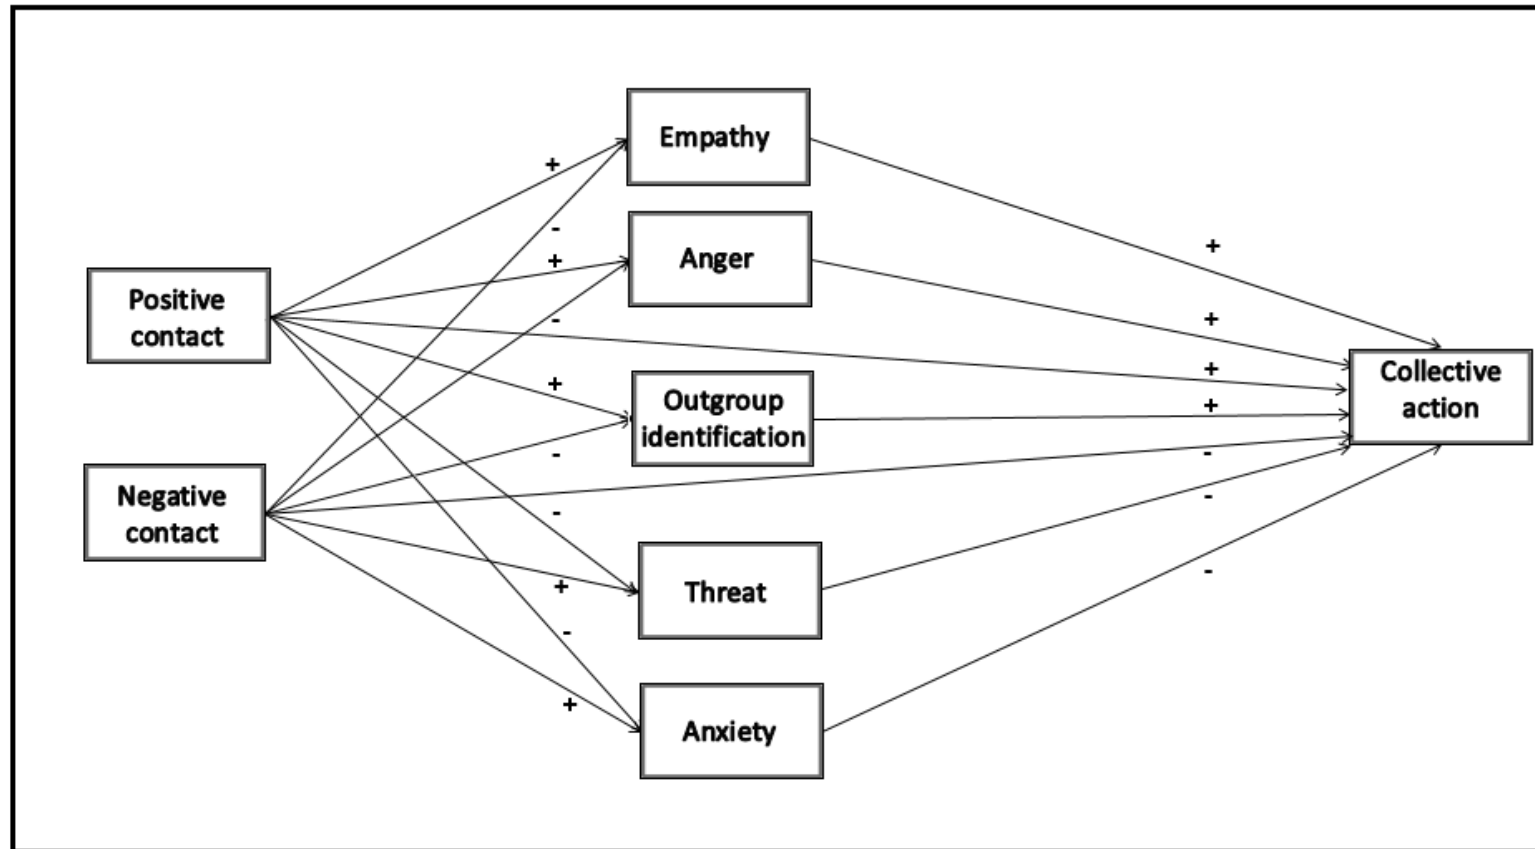 Empathy
Anger
Positive
contact
Outgroup
identification
Collective
action
Negative
contact
Threat
Anxiety
+
-
+
-
+
-
-
+
-
+
+
+
+
+
-
-
-